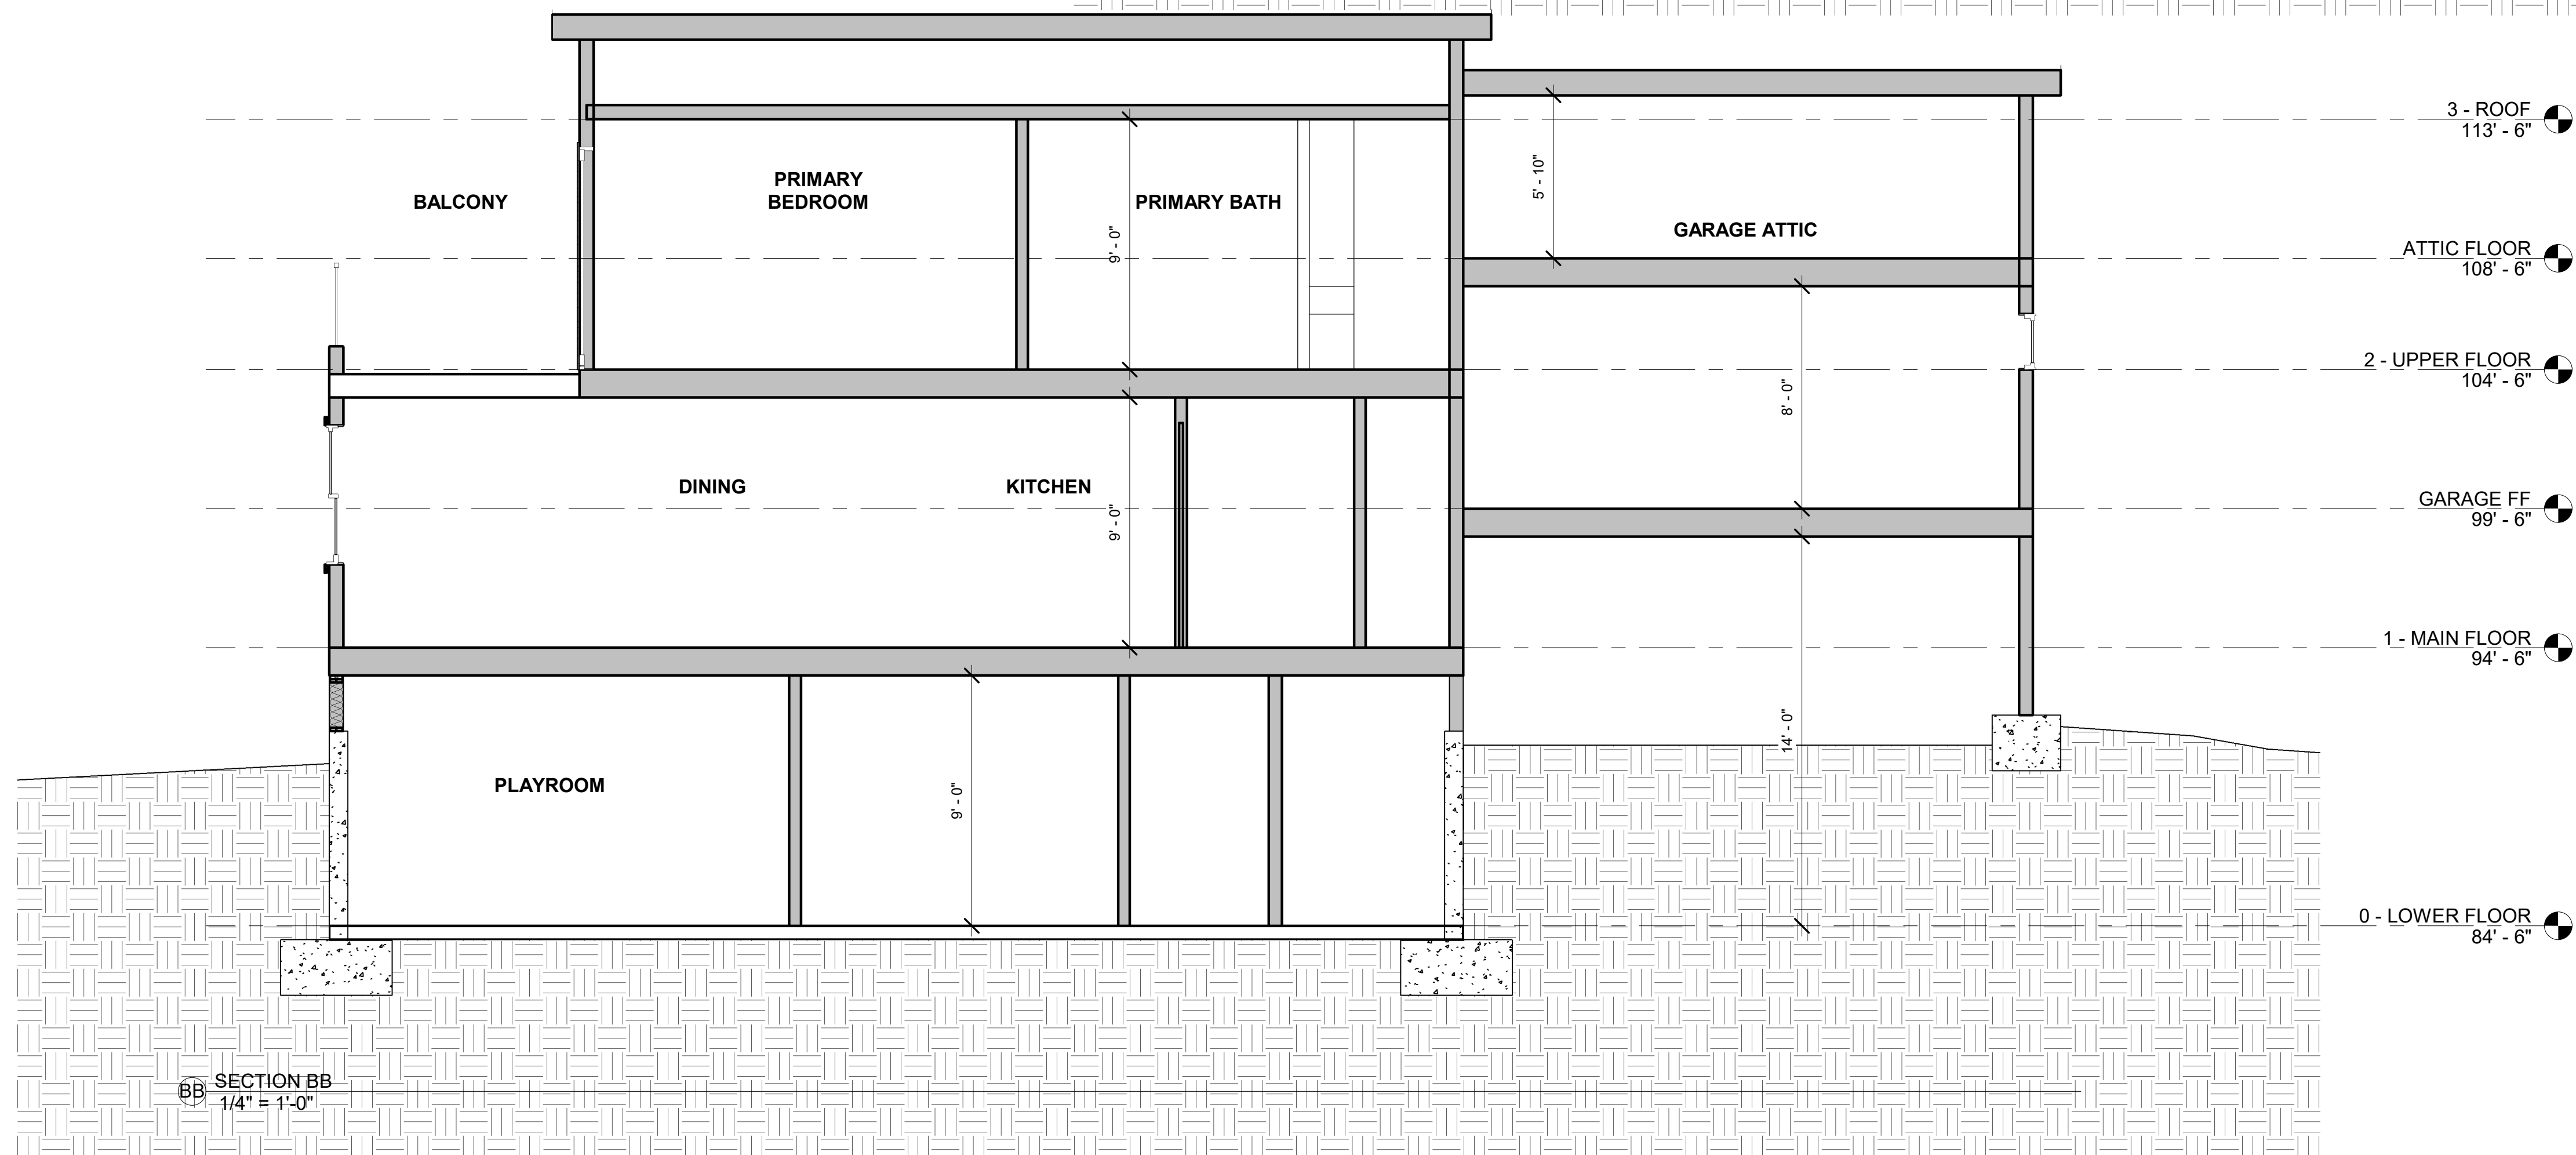 3 - ROOF
113' - 6"
BALCONY
PRIMARY
BEDROOM
PRIMARY BATH
5' - 10"
GARAGE ATTIC
9' - 0"
ATTIC FLOOR
108' - 6"
2 - UPPER FLOOR
104' - 6"
8' - 0"
DINING
KITCHEN
9' - 0"
GARAGE FF
99' - 6"
1 - MAIN FLOOR
94' - 6"
14' - 0"
PLAYROOM
9' - 0"
0 - LOWER FLOOR
84' - 6"
BB
SECTION BB
1/4" = 1'-0"